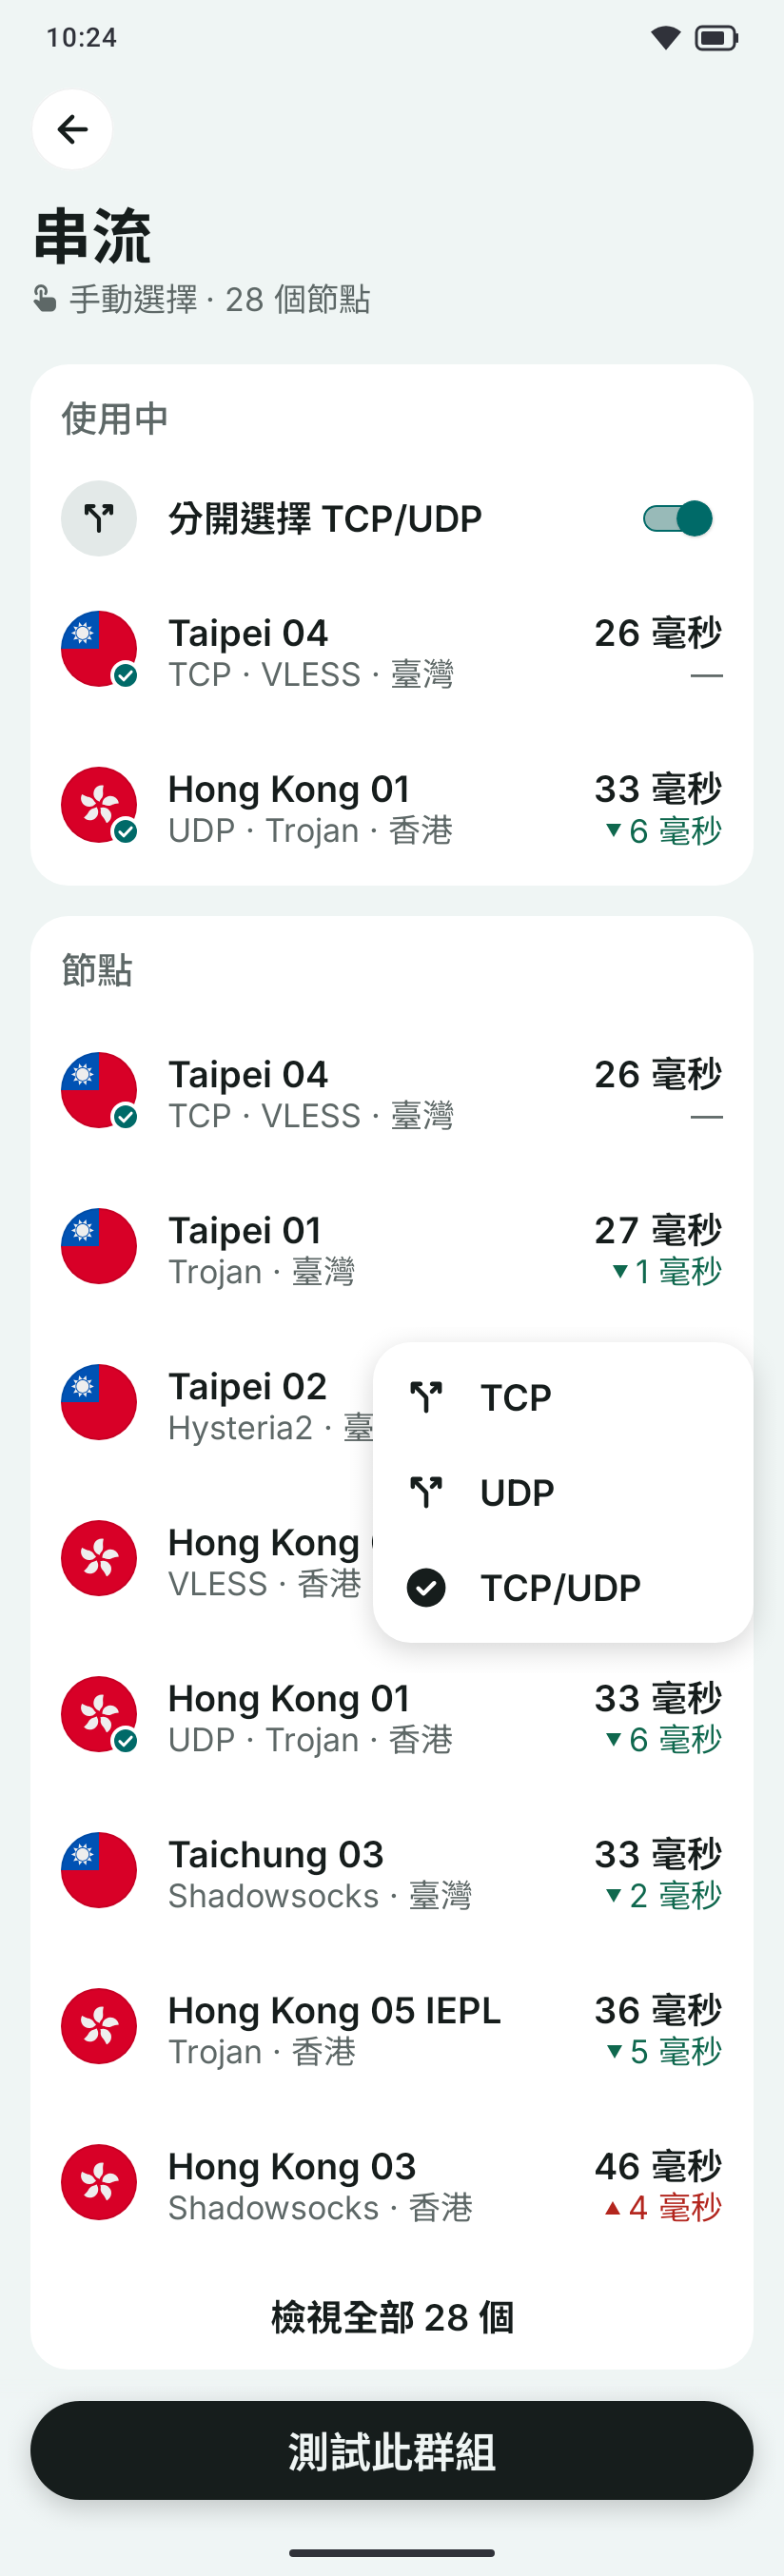 10:24
串流
手動選擇 · 28 個節點
使用中
分開選擇 TCP/UDP
Taipei 04
26 毫秒
TCP · VLESS · 臺灣
—
Hong Kong 01
33 毫秒
UDP · Trojan · 香港
▼6 毫秒
節點
Taipei 04
26 毫秒
TCP · VLESS · 臺灣
—
Taipei 01
27 毫秒
Trojan · 臺灣
▼1 毫秒
Taipei 02
Hysteria2 · 臺
Hong Kong
VLESS · 香港
TCP
UDP
TCP/UDP
Hong Kong 01
33 毫秒
UDP · Trojan · 香港
▼6 毫秒
Taichung 03
33 毫秒
Shadowsocks · 臺灣
▼2 毫秒
Hong Kong 05 IEPL
36 毫秒
Trojan · 香港
▼5 毫秒
Hong Kong 03
46 毫秒
Shadowsocks · 香港
▲4 毫秒
檢視全部 28 個
測試此群組